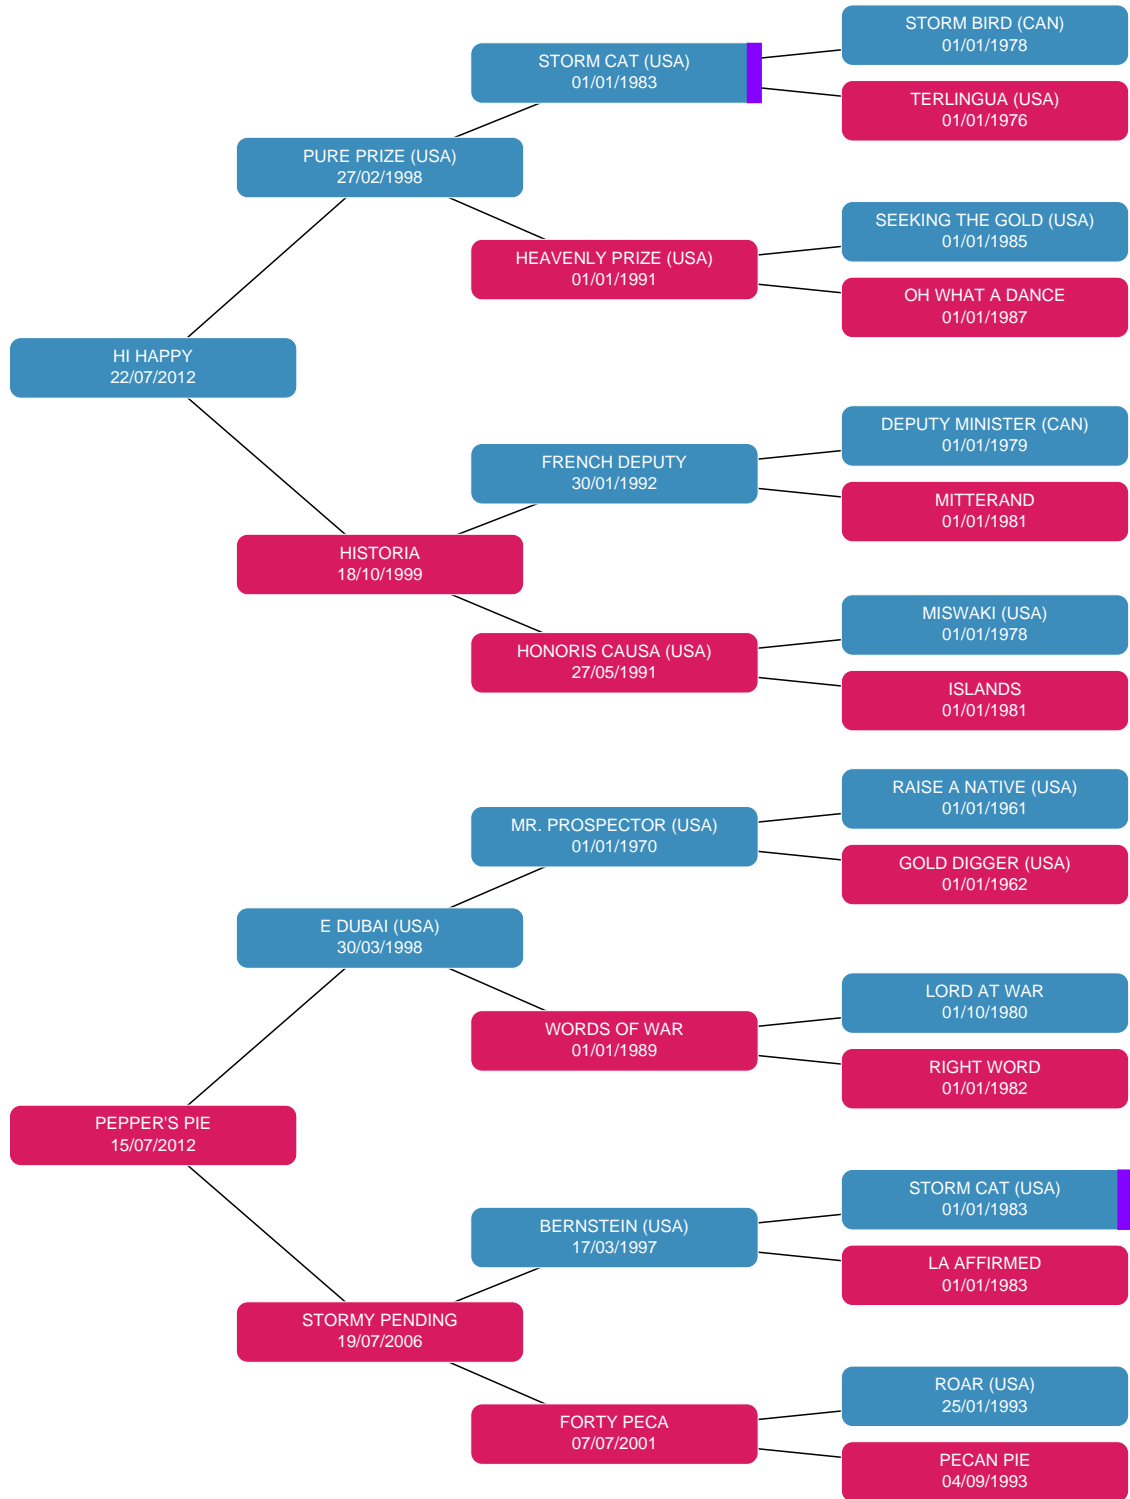 STORM BIRD (CAN)
01/01/1978
STORM CAT (USA)
01/01/1983
TERLINGUA (USA)
01/01/1976
PURE PRIZE (USA)
27/02/1998
SEEKING THE GOLD (USA)
01/01/1985
HEAVENLY PRIZE (USA)
01/01/1991
OH WHAT A DANCE
01/01/1987
HI HAPPY
22/07/2012
DEPUTY MINISTER (CAN)
01/01/1979
FRENCH DEPUTY
30/01/1992
MITTERAND
01/01/1981
HISTORIA
18/10/1999
MISWAKI (USA)
01/01/1978
HONORIS CAUSA (USA)
27/05/1991
ISLANDS
01/01/1981
RAISE A NATIVE (USA)
01/01/1961
MR. PROSPECTOR (USA)
01/01/1970
GOLD DIGGER (USA)
01/01/1962
E DUBAI (USA)
30/03/1998
LORD AT WAR
01/10/1980
WORDS OF WAR
01/01/1989
RIGHT WORD
01/01/1982
PEPPER'S PIE
15/07/2012
STORM CAT (USA)
01/01/1983
BERNSTEIN (USA)
17/03/1997
LA AFFIRMED
01/01/1983
STORMY PENDING
19/07/2006
ROAR (USA)
25/01/1993
FORTY PECA
07/07/2001
PECAN PIE
04/09/1993